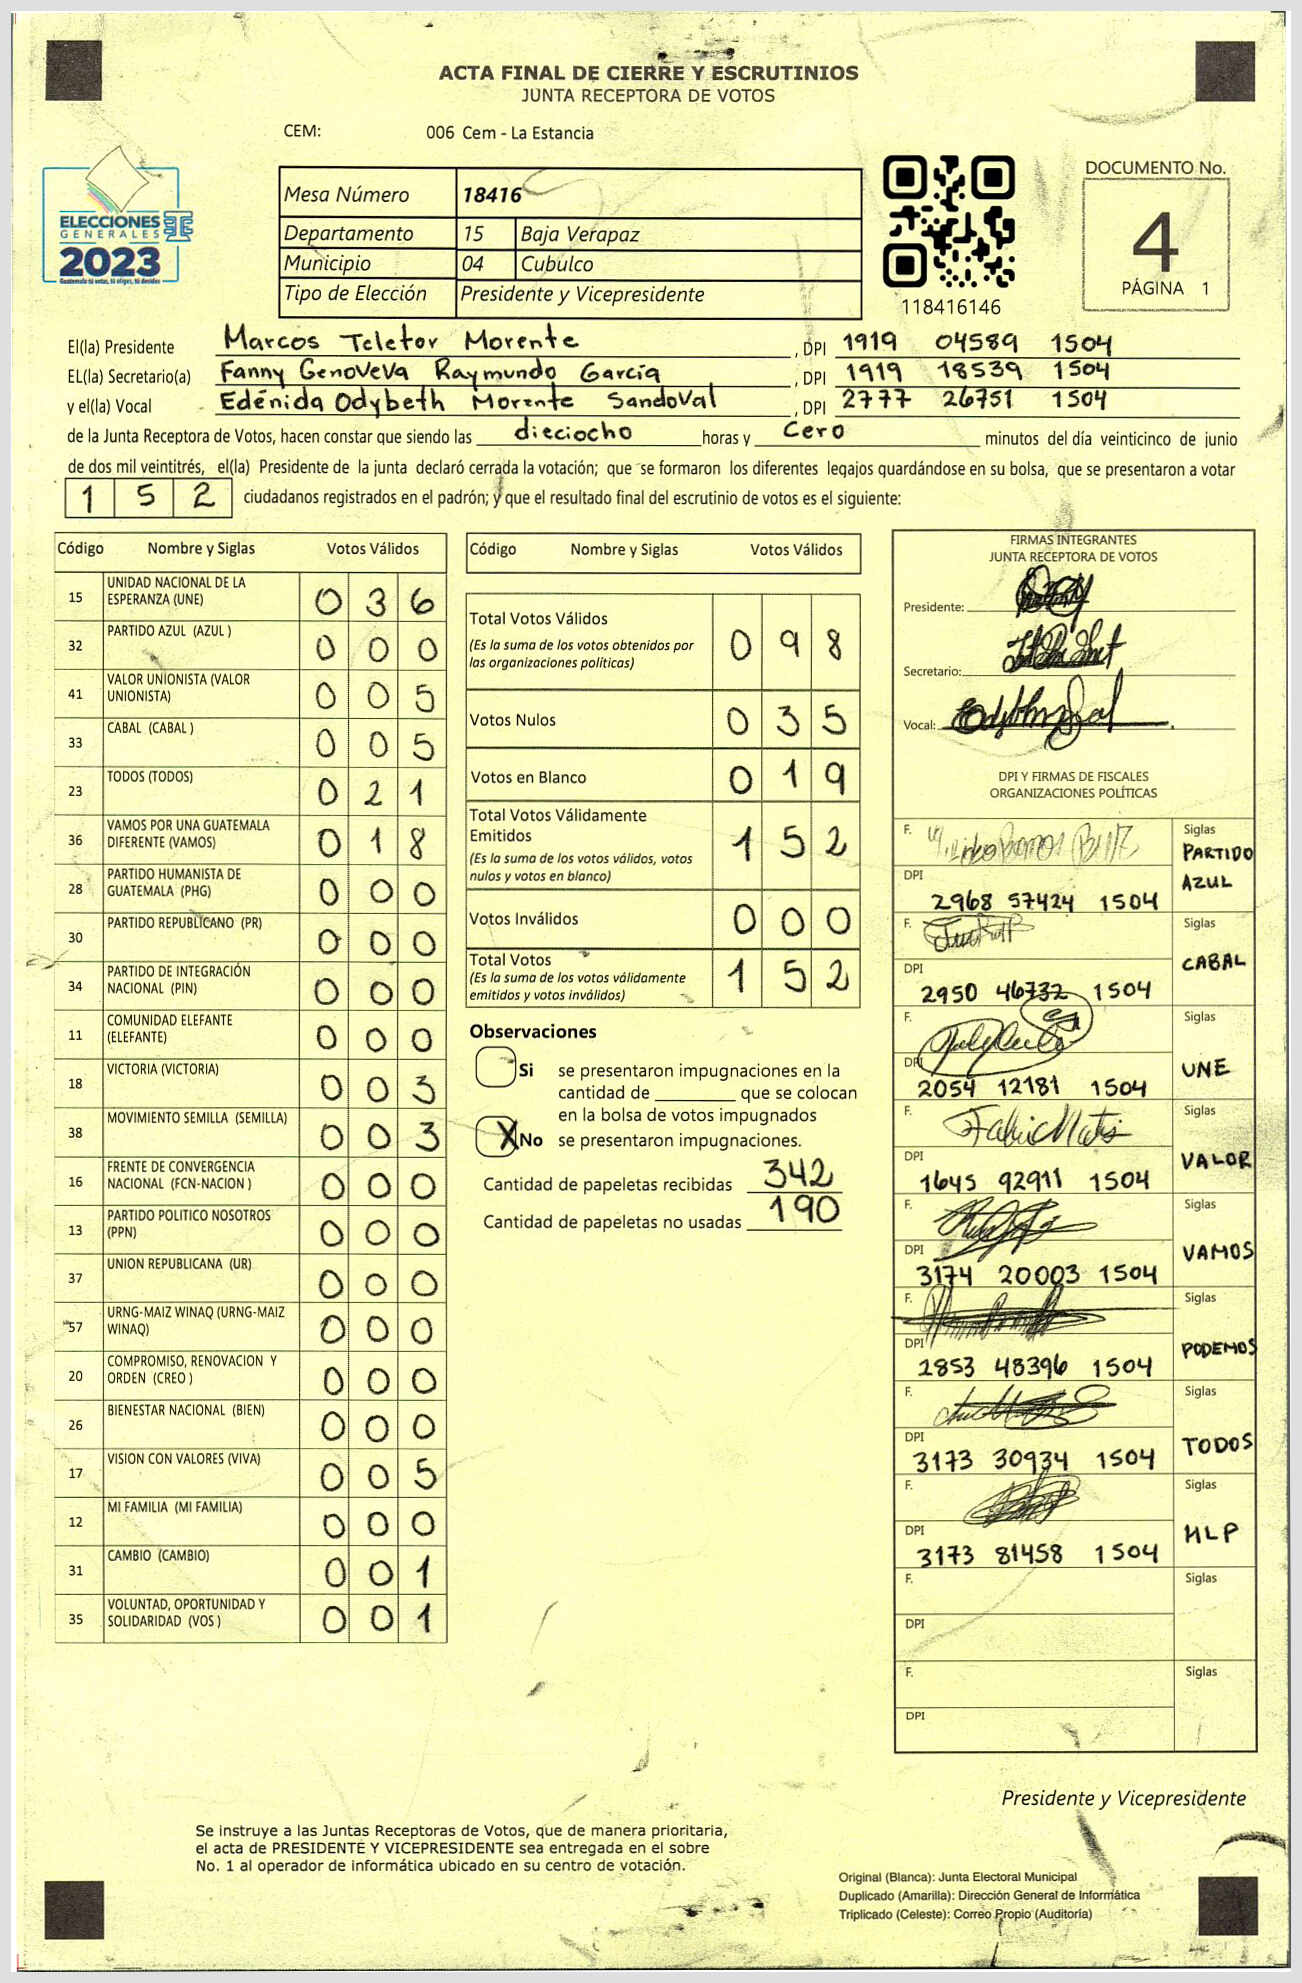 ACTA FINAL DE CIERRE Y ESCRUTINIOS
JUNTA RECEPTORA DE VOTOS
CEM: 006 Cem - La Estancia
ELECCIONES
GENERALES
2023
Guatemala tú votas, tú eliges, tú decides
Mesa Número 18416
Departamento 15 Baja Verapaz
Municipio 04 Cubulco
Tipo de Elección Presidente y Vicepresidente
118416146
DOCUMENTO No.
4
PÁGINA 1
El(la) Presidente Marcos Teletor Morente , DPI 1919 04589 1504
EL(la) Secretario(a) Fanny Genoveva Raymundo García , DPI 1919 18539 1504
y el(la) Vocal Edénida Odybeth Morente Sandoval , DPI 2777 26751 1504
de la Junta Receptora de Votos, hacen constar que siendo las dieciocho horas y cero minutos del día veinticinco de junio
de dos mil veintitrés, el(la) Presidente de la junta declaró cerrada la votación; que se formaron los diferentes legajos quardándose en su bolsa, que se presentaron a votar
152 ciudadanos registrados en el padrón; y que el resultado final del escrutinio de votos es el siguiente:
Código Nombre y Siglas Votos Válidos
15 UNIDAD NACIONAL DE LA ESPERANZA (UNE) 0 3 6
32 PARTIDO AZUL (AZUL ) 0 0 0
41 VALOR UNIONISTA (VALOR UNIONISTA) 0 0 5
33 CABAL (CABAL ) 0 0 5
23 TODOS (TODOS) 0 2 1
36 VAMOS POR UNA GUATEMALA DIFERENTE (VAMOS) 0 1 8
28 PARTIDO HUMANISTA DE GUATEMALA (PHG) 0 0 0
30 PARTIDO REPUBLICANO (PR) 0 0 0
34 PARTIDO DE INTEGRACIÓN NACIONAL (PIN) 0 0 0
11 COMUNIDAD ELEFANTE (ELEFANTE) 0 0 0
18 VICTORIA (VICTORIA) 0 0 3
38 MOVIMIENTO SEMILLA (SEMILLA) 0 0 3
16 FRENTE DE CONVERGENCIA NACIONAL (FCN-NACION ) 0 0 0
13 PARTIDO POLITICO NOSOTROS (PPN) 0 0 0
37 UNION REPUBLICANA (UR) 0 0 0
57 URNG-MAIZ WINAQ (URNG-MAIZ WINAQ) 0 0 0
20 COMPROMISO, RENOVACION Y ORDEN (CREO ) 0 0 0
26 BIENESTAR NACIONAL (BIEN) 0 0 0
17 VISION CON VALORES (VIVA) 0 0 5
12 MI FAMILIA (MI FAMILIA) 0 0 0
31 CAMBIO (CAMBIO) 0 0 1
35 VOLUNTAD, OPORTUNIDAD Y SOLIDARIDAD (VOS ) 0 0 1
Código Nombre y Siglas Votos Válidos
Total Votos Válidos 0 9 8
(Es la suma de los votos obtenidos por
las organizaciones políticas)
Votos Nulos 0 3 5
Votos en Blanco 0 1 9
Total Votos Válidamente
Emitidos 1 5 2
(Es la suma de los votos válidos, votos
nulos y votos en blanco)
Votos Inválidos 0 0 0
Total Votos 1 5 2
(Es la suma de los votos válidamente
emitidos y votos inválidos)
Observaciones
Si se presentaron impugnaciones en la
cantidad de ________ que se colocan
en la bolsa de votos impugnados
X No se presentaron impugnaciones.
Cantidad de papeletas recibidas 342
Cantidad de papeletas no usadas 190
FIRMAS INTEGRANTES
JUNTA RECEPTORA DE VOTOS
Presidente:
Secretario:
Vocal:
DPI Y FIRMAS DE FISCALES
ORGANIZACIONES POLÍTICAS
F. Siglas PARTIDO AZUL
DPI 2968 57424 1504
F. Siglas CABAL
DPI 2950 46732 1504
F. Siglas UNE
DPI 2054 12181 1504
F. Siglas VALOR
DPI 1645 92911 1504
F. Siglas VAMOS
DPI 3174 20003 1504
F. Siglas PODEMOS
DPI 2853 48396 1504
F. Siglas TODOS
DPI 3173 30934 1504
F. Siglas MLP
DPI 3173 81458 1504
F. Siglas
DPI
F. Siglas
DPI
Presidente y Vicepresidente
Se instruye a las Juntas Receptoras de Votos, que de manera prioritaria,
el acta de PRESIDENTE Y VICEPRESIDENTE sea entregada en el sobre
No. 1 al operador de informática ubicado en su centro de votación.
Original (Blanca): Junta Electoral Municipal
Duplicado (Amarilla): Dirección General de Informática
Triplicado (Celeste): Correo Propio (Auditoría)